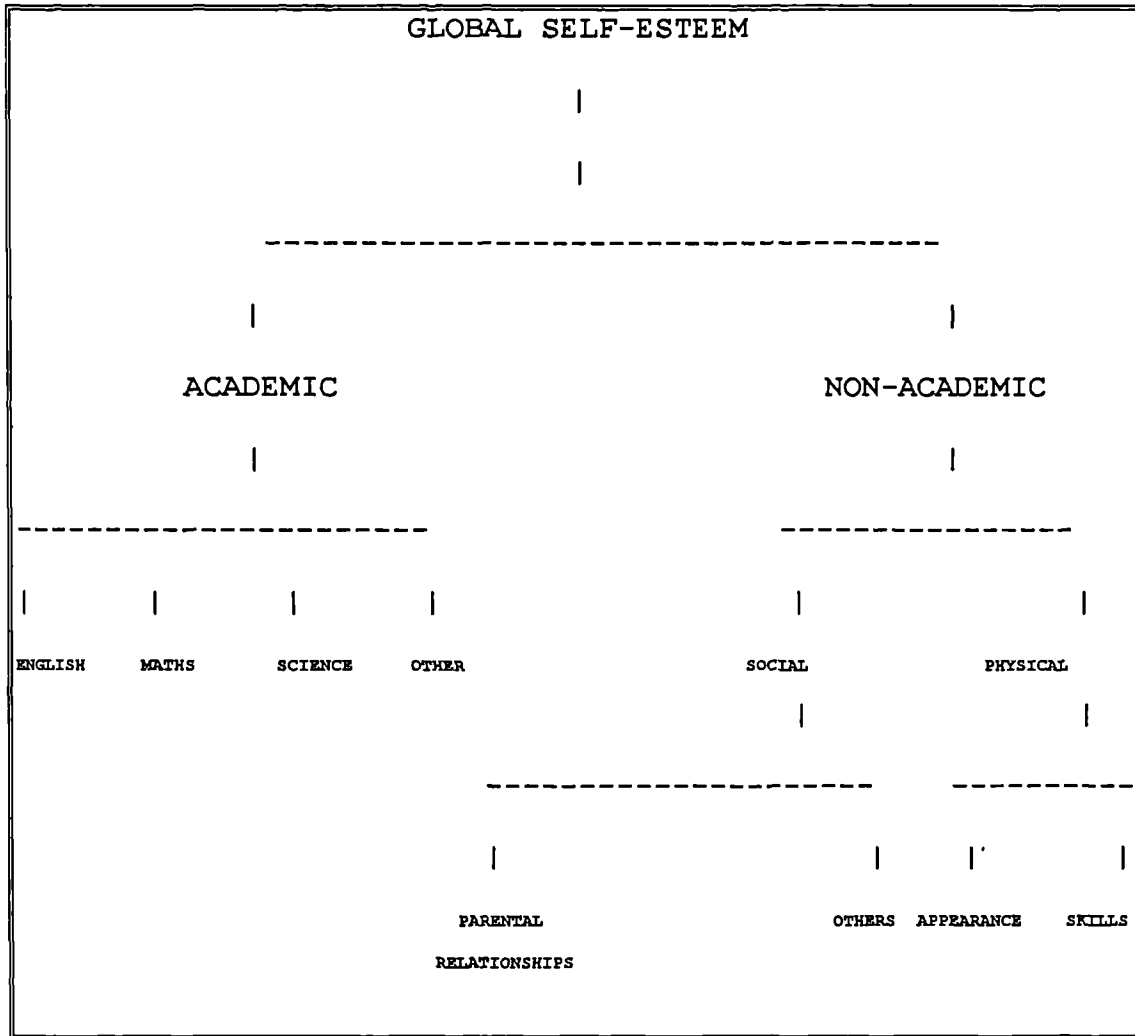 GLOBAL SELF-ESTEEM
ACADEMIC NON-ACADEMIC
ENGLISH MATHS SCIENCE OTHER SOCIAL PHYSICAL
PARENTAL OTHERS APPEARANCE SKILLS
RELATIONSHIPS